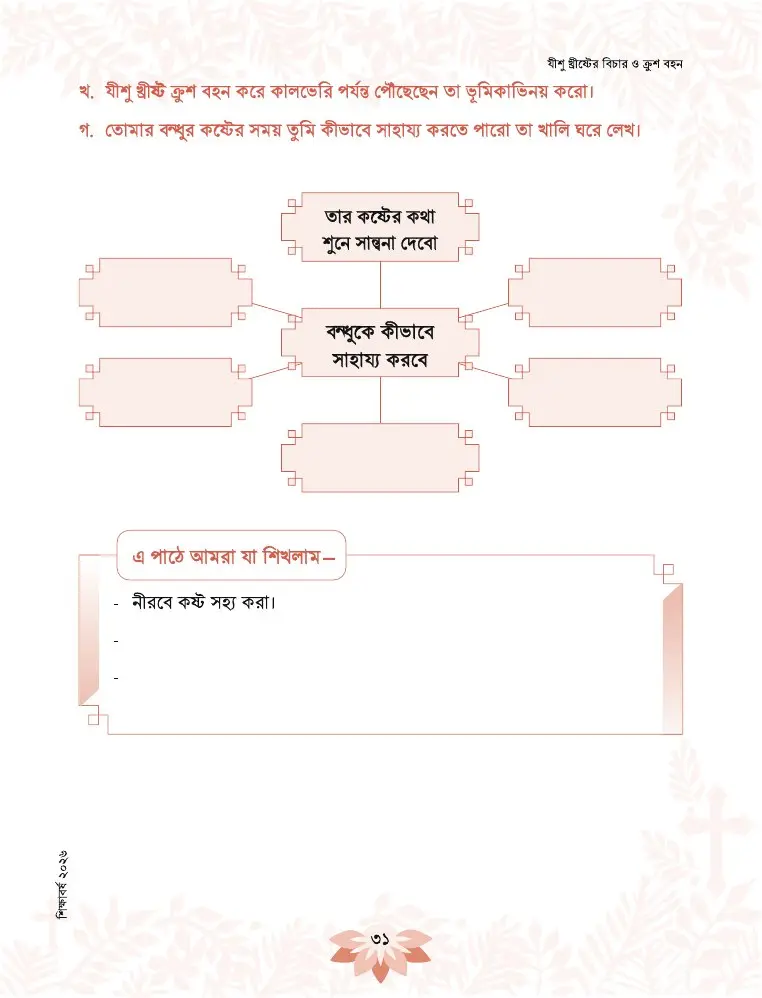 যীশু খ্রীষ্টের বিচার ও ক্রুশ বহন
খ. যীশু খ্রীষ্ট ক্রুশ বহন করে কালভেরি পর্যন্ত পৌঁছেছেন তা ভূমিকাভিনয় করো।
গ. তোমার বন্ধুর কষ্টের সময় তুমি কীভাবে সাহায্য করতে পারো তা খালি ঘরে লেখ।
তার কষ্টের কথা
শুনে সান্ত্বনা দেবো
বন্ধুকে কীভাবে
সাহায্য করবে
এ পাঠে আমরা যা শিখলাম–
- নীরবে কষ্ট সহ্য করা।
-
-
শিক্ষাবর্ষ ২০২৬
৩১